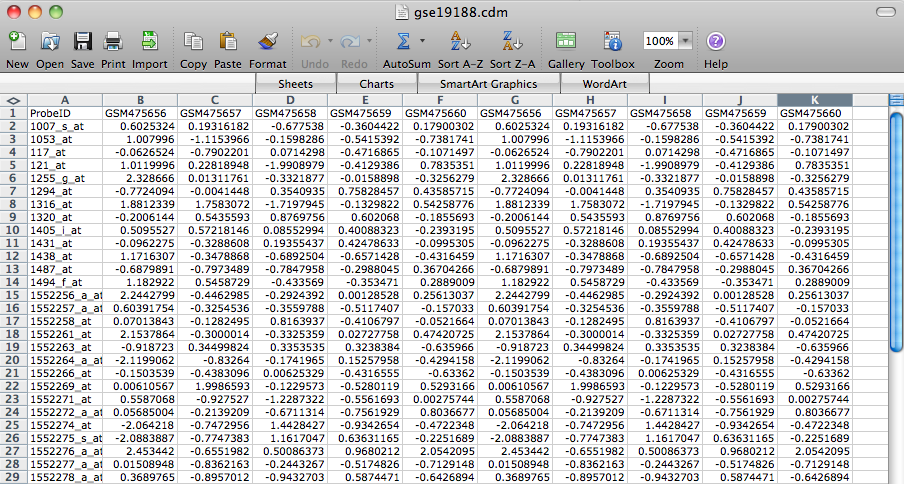 gse19188.cdm
New Open Save Print Import Copy Paste Format Undo Redo AutoSum Sort A-Z Sort Z-A Gallery Toolbox 100% Zoom Help
Sheets Charts SmartArt Graphics WordArt
A B C D E F G H I J K
1 ProbeID GSM475656 GSM475657 GSM475658 GSM475659 GSM475660 GSM475656 GSM475657 GSM475658 GSM475659 GSM475660
2 1007_s_at 0.6025324 0.19316182 -0.677538 -0.3604422 0.17900302 0.6025324 0.19316182 -0.677538 -0.3604422 0.17900302
3 1053_at 1.007996 -1.1153966 -0.1598286 -0.5415392 -0.7381741 1.007996 -1.1153966 -0.1598286 -0.5415392 -0.7381741
4 117_at -0.0626524 -0.7902201 0.0714298 -0.4716865 -0.1071497 -0.0626524 -0.7902201 0.0714298 -0.4716865 -0.1071497
5 121_at 1.0119996 0.22818948 -1.9908979 -0.4129386 0.7835351 1.0119996 0.22818948 -1.9908979 -0.4129386 0.7835351
6 1255_g_at 2.328666 0.01311761 -0.3321877 -0.0158898 -0.3256279 2.328666 0.01311761 -0.3321877 -0.0158898 -0.3256279
7 1294_at -0.7724094 -0.0041448 0.3540935 0.75828457 0.43585715 -0.7724094 -0.0041448 0.3540935 0.75828457 0.43585715
8 1316_at 1.8812339 1.7583072 -1.7197945 -0.1329822 0.54258776 1.8812339 1.7583072 -1.7197945 -0.1329822 0.54258776
9 1320_at -0.2006144 0.5435593 0.8769756 0.602068 -0.1855693 -0.2006144 0.5435593 0.8769756 0.602068 -0.1855693
10 1405_i_at 0.5095527 0.57218146 0.08552994 0.40088323 -0.2393195 0.5095527 0.57218146 0.08552994 0.40088323 -0.2393195
11 1431_at -0.0962275 -0.3288608 0.19355437 0.42478633 -0.0995305 -0.0962275 -0.3288608 0.19355437 0.42478633 -0.0995305
12 1438_at 1.1716307 -0.3478868 -0.6892504 -0.6571428 -0.4316459 1.1716307 -0.3478868 -0.6892504 -0.6571428 -0.4316459
13 1487_at -0.6879891 -0.7973489 -0.7847958 -0.2988045 0.36704266 -0.6879891 -0.7973489 -0.7847958 -0.2988045 0.36704266
14 1494_f_at 1.182922 0.5458729 -0.433569 -0.353471 0.2889009 1.182922 0.5458729 -0.433569 -0.353471 0.2889009
15 1552256_a_at 2.2442799 -0.4462985 -0.2924392 0.00128528 0.25613037 2.2442799 -0.4462985 -0.2924392 0.00128528 0.25613037
16 1552257_a_at 0.60391754 -0.3254536 -0.3559788 -0.5117407 -0.157033 0.60391754 -0.3254536 -0.3559788 -0.5117407 -0.157033
17 1552258_at 0.07013843 -0.1282495 0.8163937 -0.4106797 -0.0521664 0.07013843 -0.1282495 0.8163937 -0.4106797 -0.0521664
18 1552261_at 2.1537864 -0.3000014 -0.3325359 0.02727758 0.47420725 2.1537864 -0.3000014 -0.3325359 0.02727758 0.47420725
19 1552263_at -0.918723 0.34499824 0.3353535 0.3238384 -0.635966 -0.918723 0.34499824 0.3353535 0.3238384 -0.635966
20 1552264_a_at -2.1199062 -0.83264 -0.1741965 0.15257958 -0.4294158 -2.1199062 -0.83264 -0.1741965 0.15257958 -0.4294158
21 1552266_at -0.1503539 -0.4383096 0.00625329 -0.4316555 -0.63362 -0.1503539 -0.4383096 0.00625329 -0.4316555 -0.63362
22 1552269_at 0.00610567 1.9986593 -0.1229573 -0.5280119 0.5293166 0.00610567 1.9986593 -0.1229573 -0.5280119 0.5293166
23 1552271_at 0.5587068 -0.927527 -1.2287322 -0.5561693 0.00275744 0.5587068 -0.927527 -1.2287322 -0.5561693 0.00275744
24 1552272_a_at 0.05685004 -0.2139209 -0.6711314 -0.7561929 0.8036677 0.05685004 -0.2139209 -0.6711314 -0.7561929 0.8036677
25 1552274_at -2.064218 -0.7472956 1.4428427 -0.9342654 -0.4722348 -2.064218 -0.7472956 1.4428427 -0.9342654 -0.4722348
26 1552275_s_at -2.0883887 -0.7747383 1.1617047 0.63631165 -0.2251689 -2.0883887 -0.7747383 1.1617047 0.63631165 -0.2251689
27 1552276_a_at 2.453442 -0.6551982 0.50086373 0.9680212 2.0542095 2.453442 -0.6551982 0.50086373 0.9680212 2.0542095
28 1552277_a_at 0.01508948 -0.8362163 -0.2443267 -0.5174826 -0.7129148 0.01508948 -0.8362163 -0.2443267 -0.5174826 -0.7129148
29 1552278_a_at 0.3689765 -0.8957012 -0.9432703 0.5874471 -0.6426894 0.3689765 -0.8957012 -0.9432703 0.5874471 -0.6426894